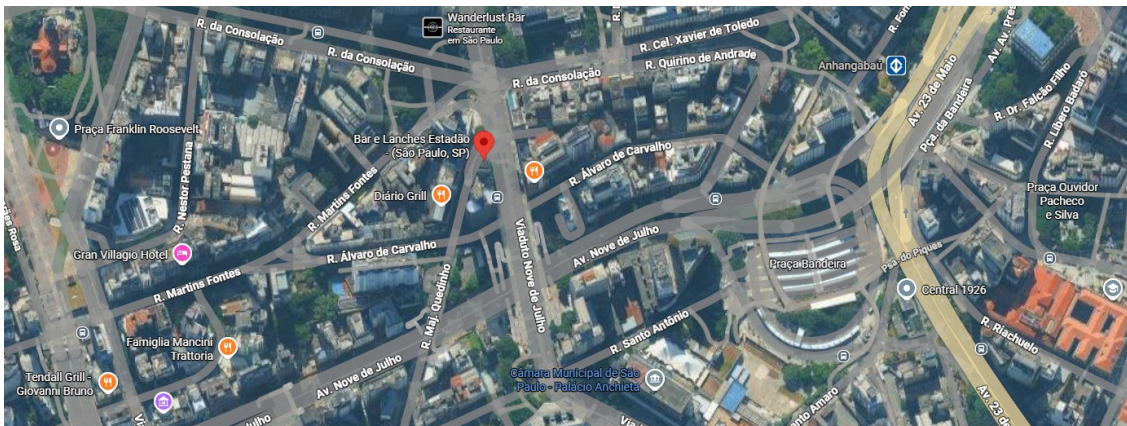 Wanderlust Bar
Restaurante
em São Paulo
R. da Consolação
R. da Consolação
R. Cel. Xavier de Toledo
R. da Consolação
R. Quirino de Andrade
Anhangabaú
Av. 23 de Maio
Pça. da Bandeira
R. Dr. Falcão Filho
R. Líbero Badaró
Praça Franklin Roosevelt
Bar e Lanches Estadão
- (São Paulo, SP)
R. Nestor Pestana
R. Martins Fontes
Diário Grill
R. Álvaro de Carvalho
Praça Ouvidor
Pacheco
e Silva
Gran Villagio Hotel
R. Álvaro de Carvalho
Viaduto Nove de Julho
Av. Nove de Julho
Praça Bandeira
Psa. do Piques
Central 1926
R. Martins Fontes
R. Maj. Quedinho
R. Santo Antônio
R. Riachuelo
Famiglia Mancini
Trattoria
Av. Nove de Julho
Câmara Municipal de São
Paulo - Palácio Anchieta
Tendall Grill -
Giovanni Bruno